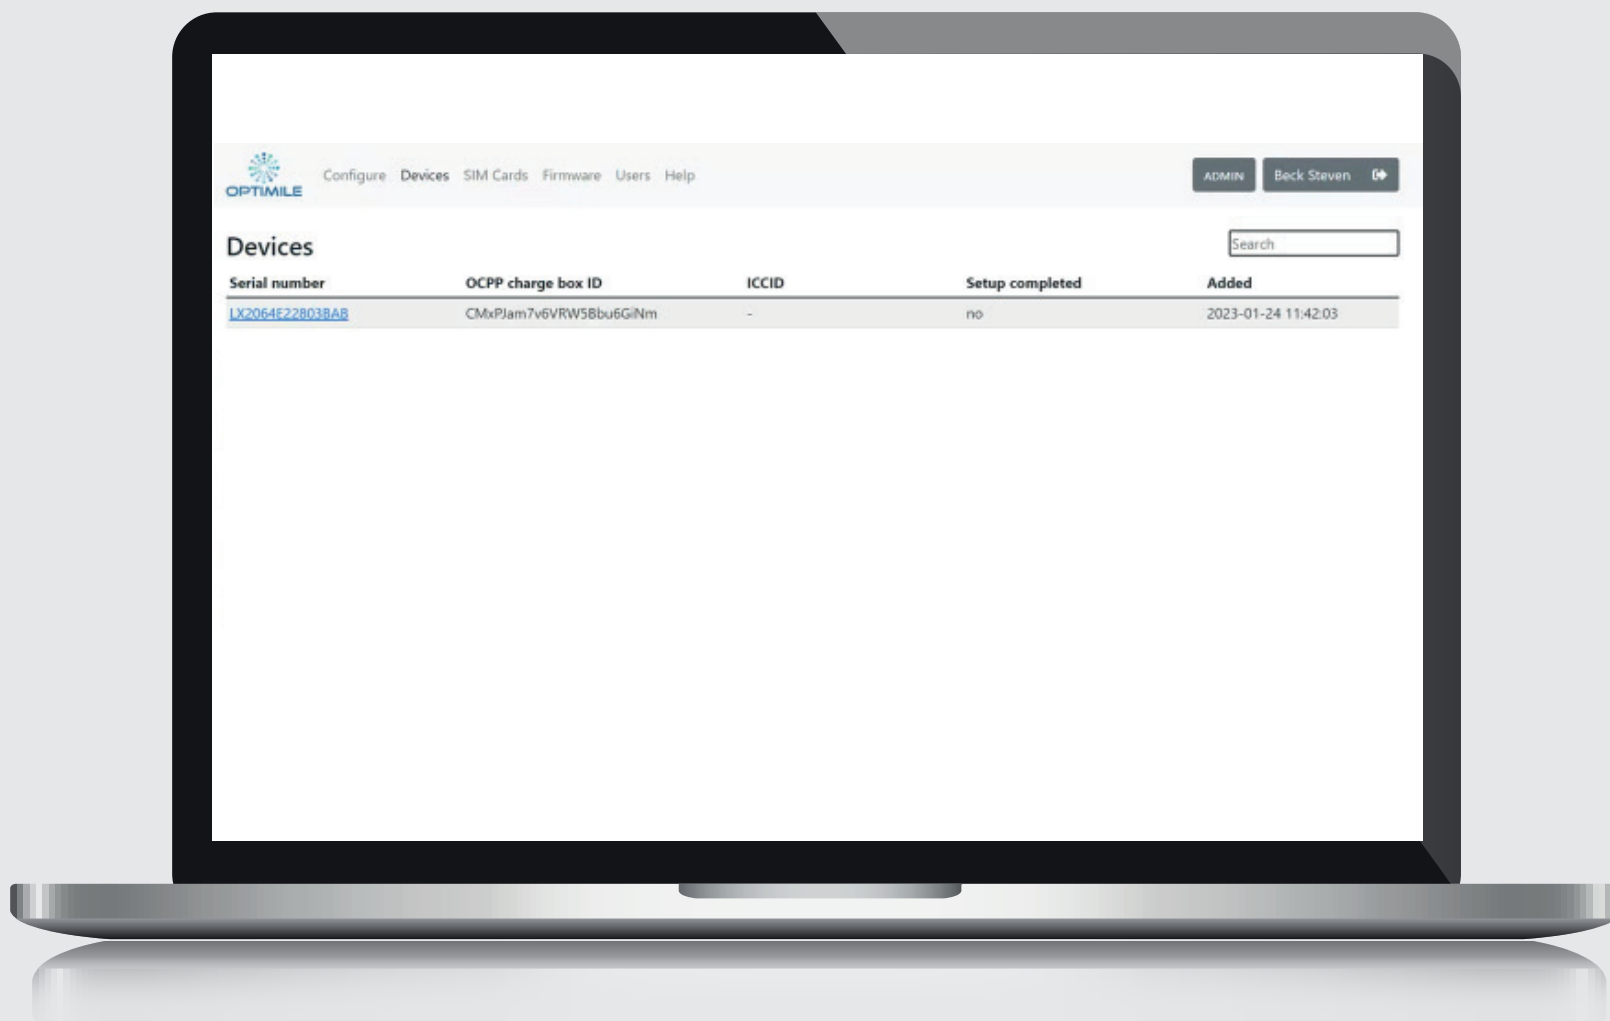 OPTIMILE
Configure Devices SIM Cards Firmware Users Help
ADMIN Beck Steven
Devices
Search
Serial number OCPP charge box ID ICCID Setup completed Added
LX2064E22803BAB CMxPJam7v6VRW5Bbu6GiNm - no 2023-01-24 11:42:03